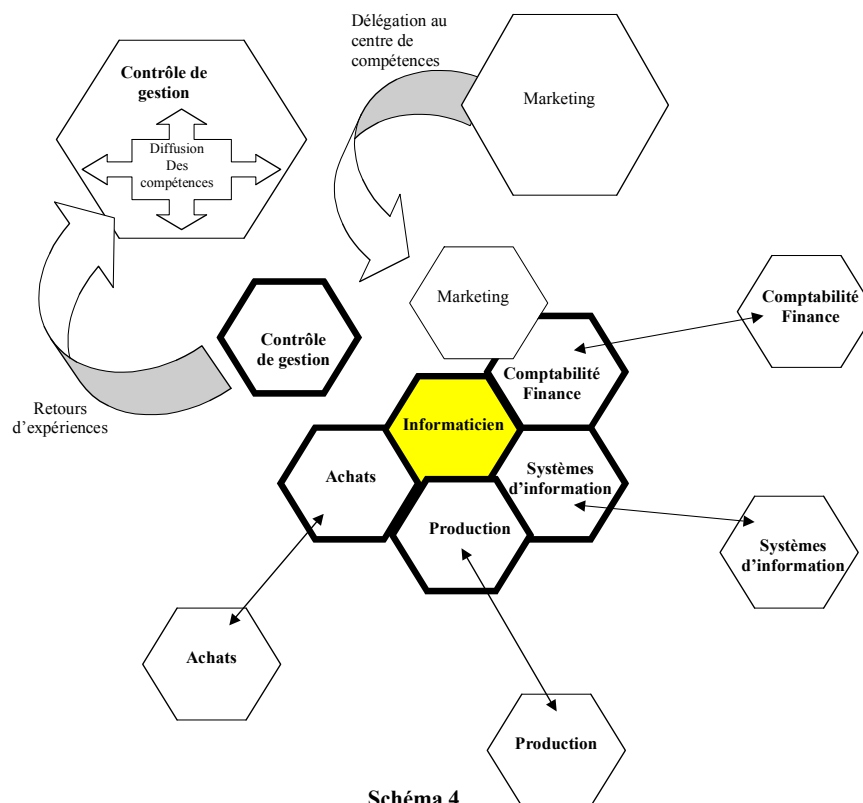 Délégation au
centre de
compétences
Contrôle de
gestion
Marketing
Diffusion
Des
compétences
Marketing
Comptabilité
Finance
Contrôle
de gestion
Comptabilité
Finance
Retours
d’expériences
Informaticien
Achats
Systèmes
d’information
Production
Systèmes
d’information
Achats
Production
Schéma 4